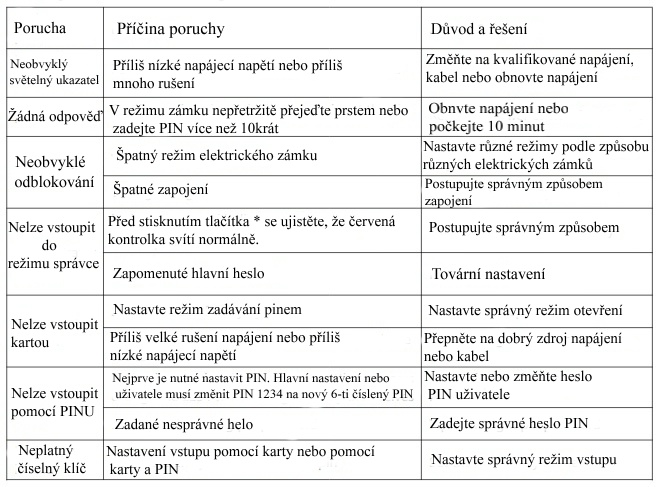 Porucha
Příčina poruchy
Důvod a řešení
Neobvyklý
světelný ukazatel
Příliš nízké napájecí napětí nebo příliš
mnoho rušení
Změňte na kvalifikované napájení,
kabel nebo obnovte napájení
Žádná odpověď
V režimu zámku nepřetržitě přejeďte prstem nebo
zadejte PIN více než 10krát
Obnvte napájení nebo
počkejte 10 minut
Neobvyklé
odblokování
Špatný režim elektrického zámku
Nastavte různé režimy podle způsobu
různých elektrických zámků
Špatné zapojení
Postupujte správným způsobem
zapojení
Nelze vstoupit
do
režimu správce
Před stisknutím tlačítka * se ujistěte, že červená
kontrolka svítí normálně.
Postupujte správným způsobem
Zapomenuté hlavní heslo
Tovární nastavení
Nelze vstoupit
kartou
Nastavte režim zadávání pinem
Nastavte správný režim otevření
Příliš velké rušení napájení nebo příliš
nízké napájecí napětí
Přepněte na dobrý zdroj napájení
nebo kabel
Nelze vstoupit
pomocí PINU
Nejprve je nutné nastavit PIN. Hlavní nastavení nebo
uživatele musí změnit PIN 1234 na nový 6-ti číslený PIN
Nastavte nebo změňte heslo
PIN uživatele
Zadané nesprávné helo
Zadejte správné heslo PIN
Neplatný
číselný klíč
Nastavení vstupu pomocí karty nebo pomocí
karty a PIN
Nastavte správný režim vstupu